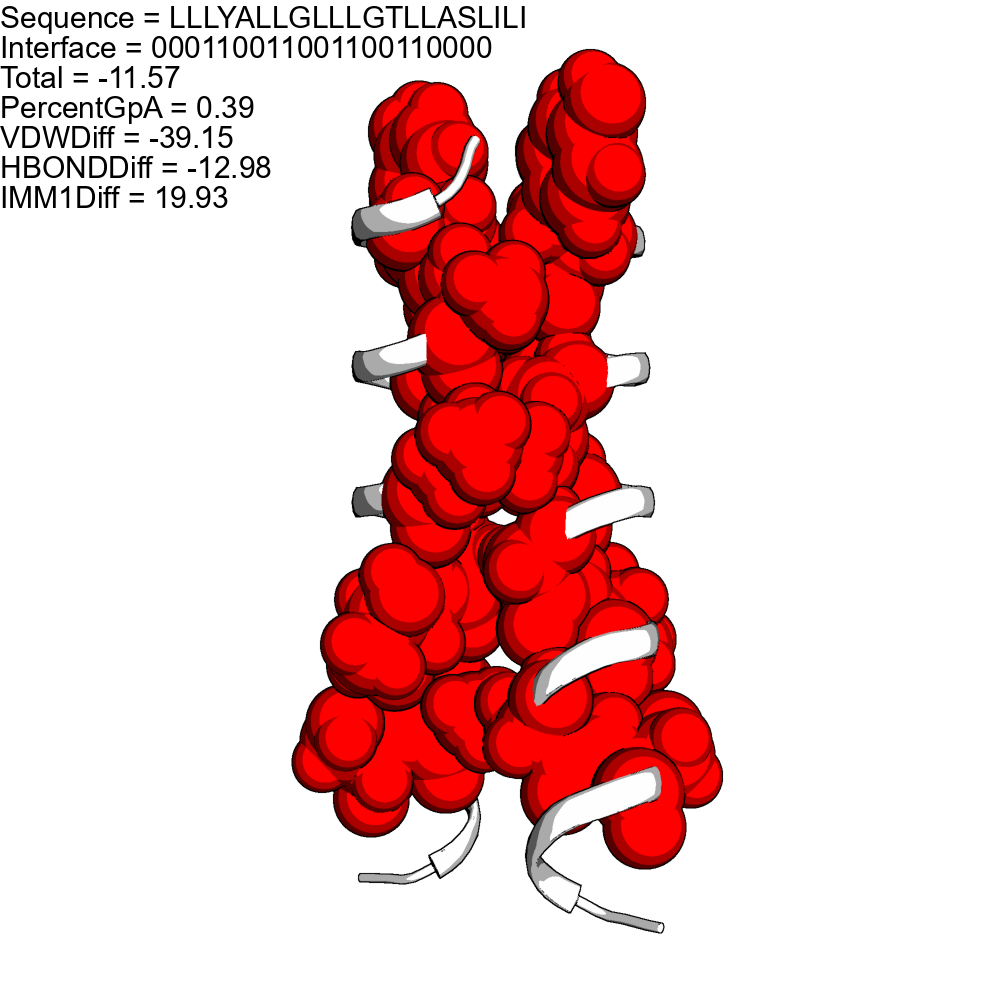 Sequence = LLLYALLGLLLGTLLASLILI
Interface = 000110011001100110000
Total = -11.57
PercentGpA = 0.39
VDWDiff = -39.15
HBONDDiff = -12.98
IMM1Diff = 19.93